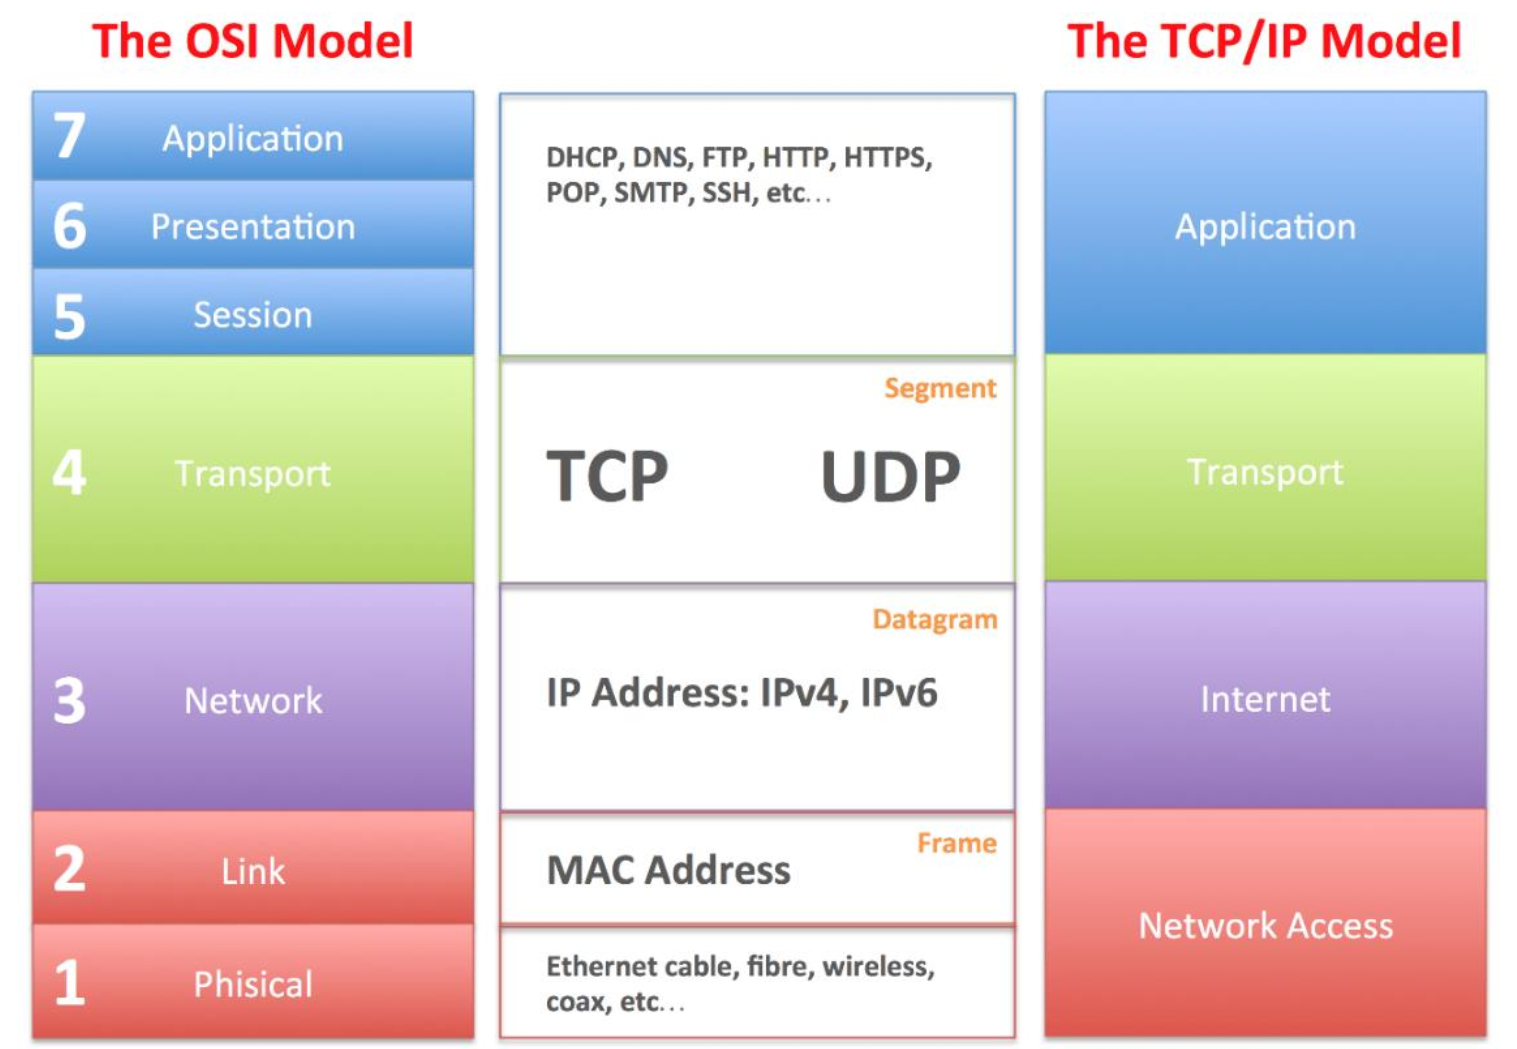 The OSI Model
The TCP/IP Model
7 Application
6 Presentation
5 Session
4 Transport
3 Network
2 Link
1 Phisical
DHCP, DNS, FTP, HTTP, HTTPS,
POP, SMTP, SSH, etc...
Segment
TCP UDP
Datagram
IP Address: IPv4, IPv6
Frame
MAC Address
Ethernet cable, fibre, wireless,
coax, etc...
Application
Transport
Internet
Network Access